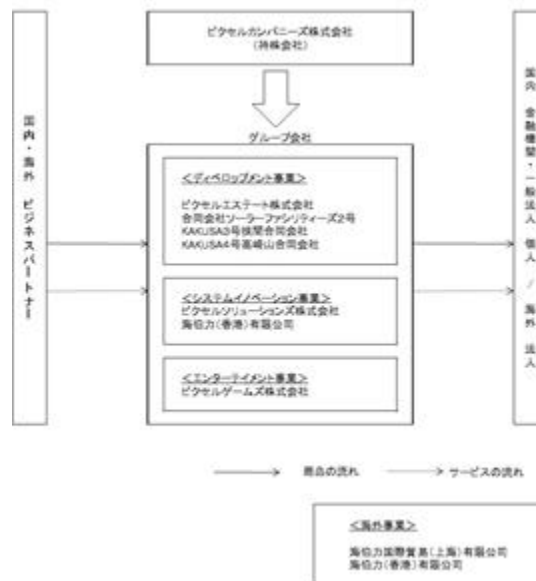 ピクセルカンパニーズ株式会社
(持株会社)
グループ会社
国内・海外 ビジネスパートナー
<ディベロップメント事業>
ピクセルエステート株式会社
合同会社ソーラーファシリティーズ2号
KAKUSA3号狭間合同会社
KAKUSA4号高崎山合同会社
<システムイノベーション事業>
ピクセルソリューションズ株式会社
海伯力(香港)有限公司
<エンターテイメント事業>
ピクセルゲームズ株式会社
国内 金融機関・一般法人 個人 / 海外 法人
商品の流れ
サービスの流れ
<海外事業>
海伯力国際貿易(上海)有限公司
海伯力(香港)有限公司